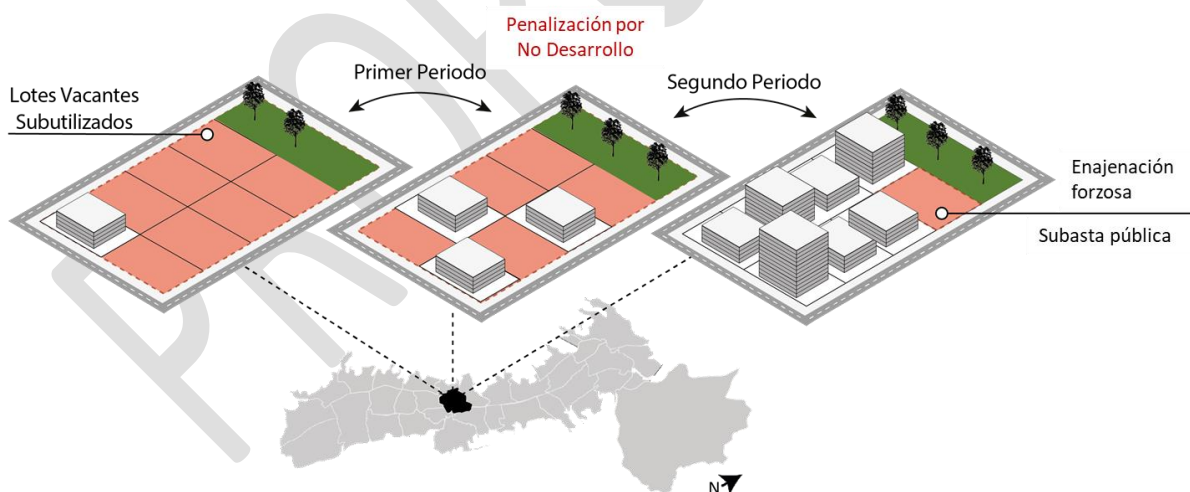 Penalización por
No Desarrollo
Primer Periodo
Segundo Periodo
Lotes Vacantes
Subutilizados
Enajenación
forzosa
Subasta pública
N